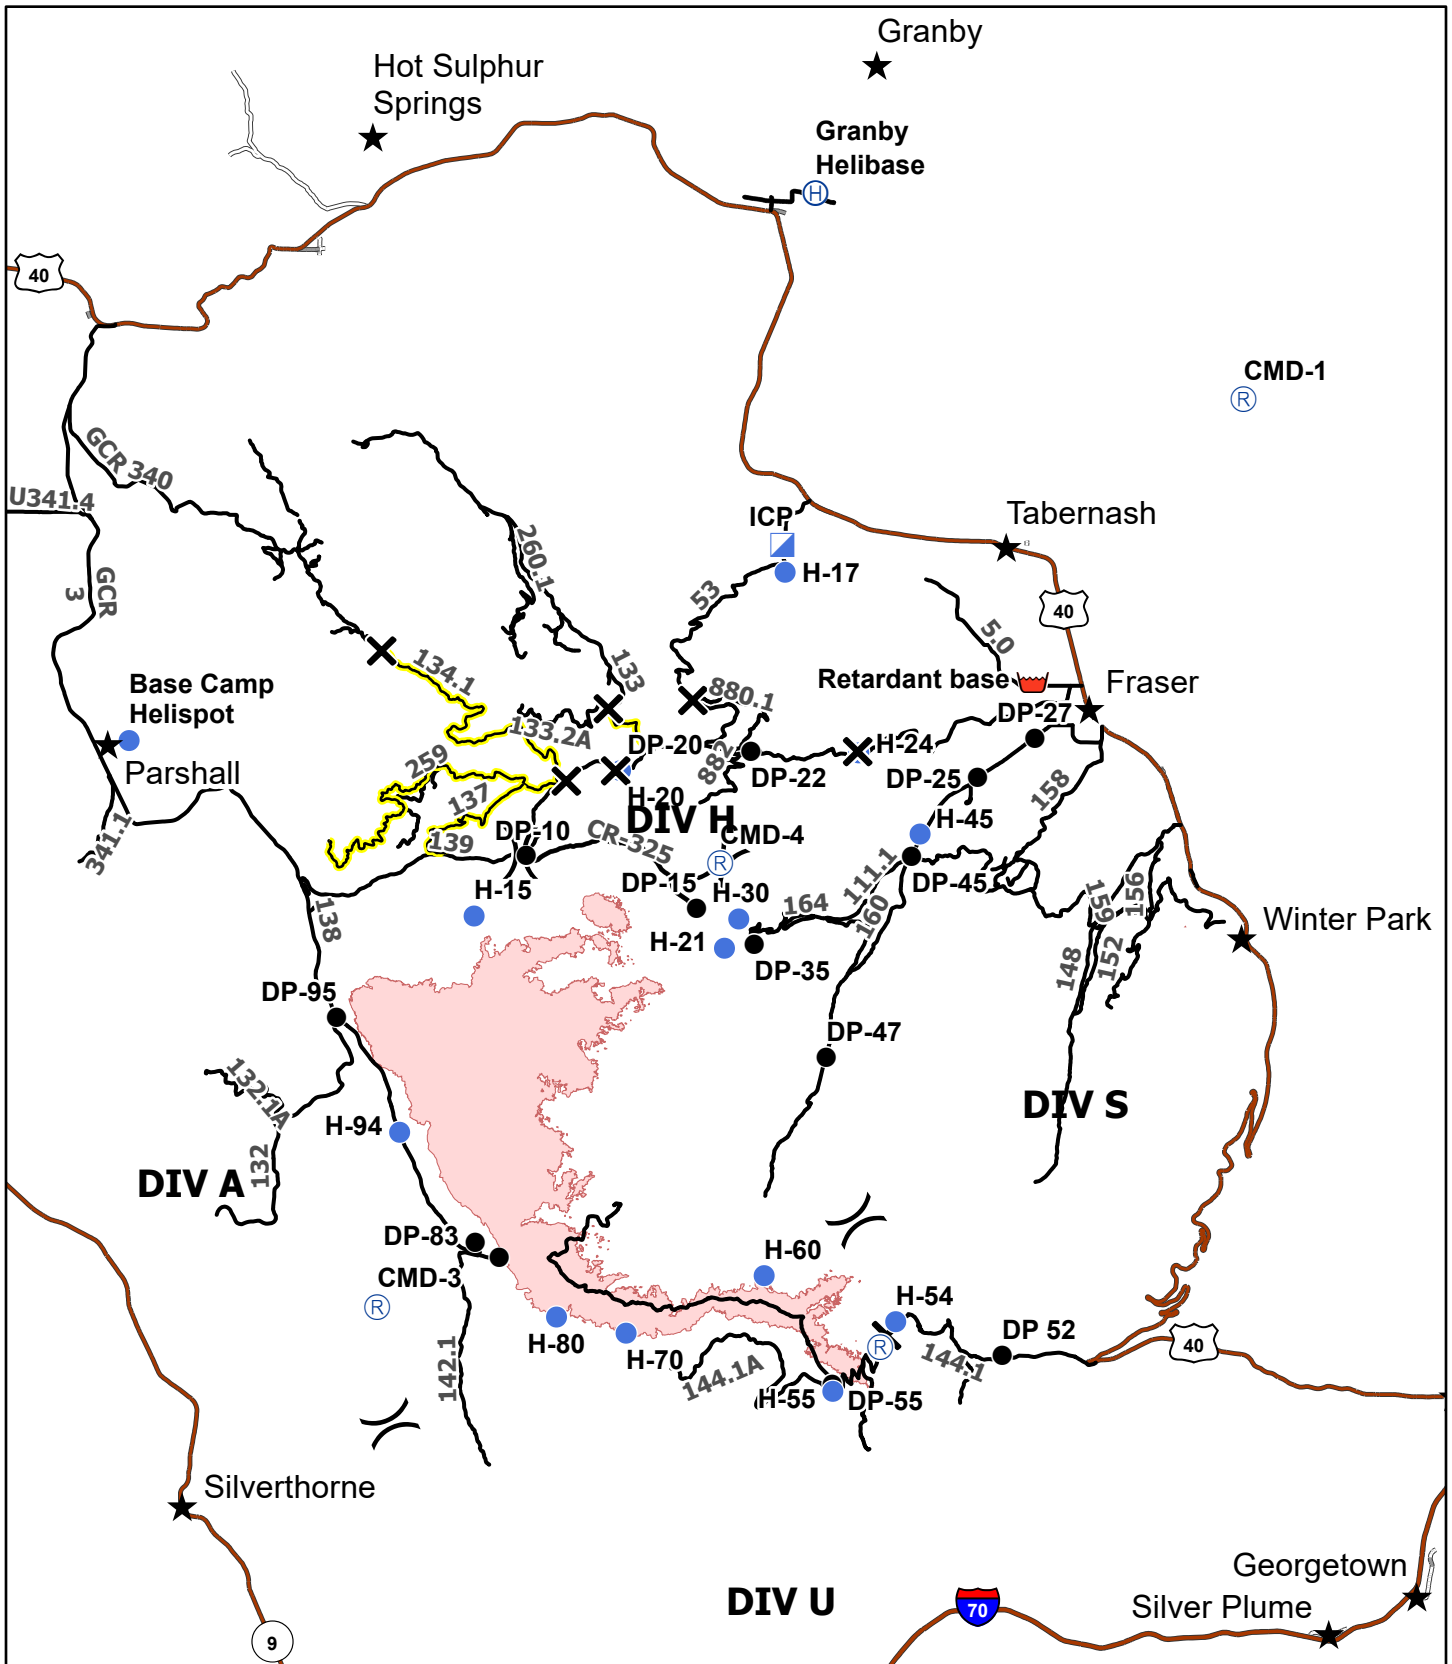 Granby
Hot Sulphur
Springs
Granby
Helibase
H
40
CMD-1
R
GCR 340
U341.4
ICP
Tabernash
260.1
H-17
GCR
3
53
40
5.0
133
134.1
Retardant base
Fraser
880.1
Base Camp
Helispot
DP-27
133.2A
DP-20
H-24
882
DP-22
DP-25
Parshall
259
H-20
158
137
DIV H
H-45
341.1
139
DP-10
CR-325
CMD-4
R
111.1
DP-45
H-15
DP-15
H-30
164
160
159
156
138
H-21
Winter Park
DP-35
148
152
DP-95
DP-47
132.1A
DIV S
H-94
132
DIV A
DP-83
H-60
CMD-3
R
H-54
H-80
H-70
R
DP 52
40
142.1
144.1A
144.1
H-55
DP-55
Silverthorne
Georgetown
DIV U
70
Silver Plume
9